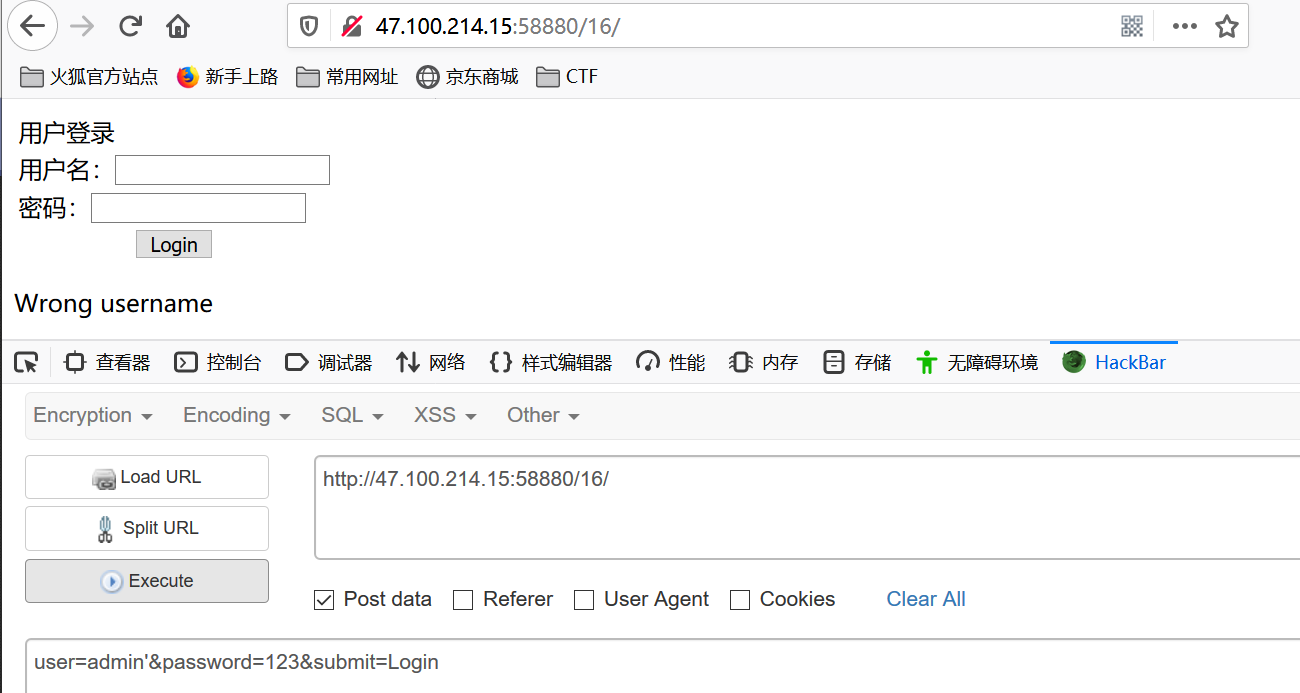 47.100.214.15:58880/16/
火狐官方站点 新手上路 常用网址 京东商城 CTF
用户登录
用户名：
密码：
Login
Wrong username
查看器 控制台 调试器 网络 样式编辑器 性能 内存 存储 无障碍环境 HackBar
Encryption Encoding SQL XSS Other
Load URL
http://47.100.214.15:58880/16/
Split URL
Execute
Post data Referer User Agent Cookies Clear All
user=admin'&password=123&submit=Login